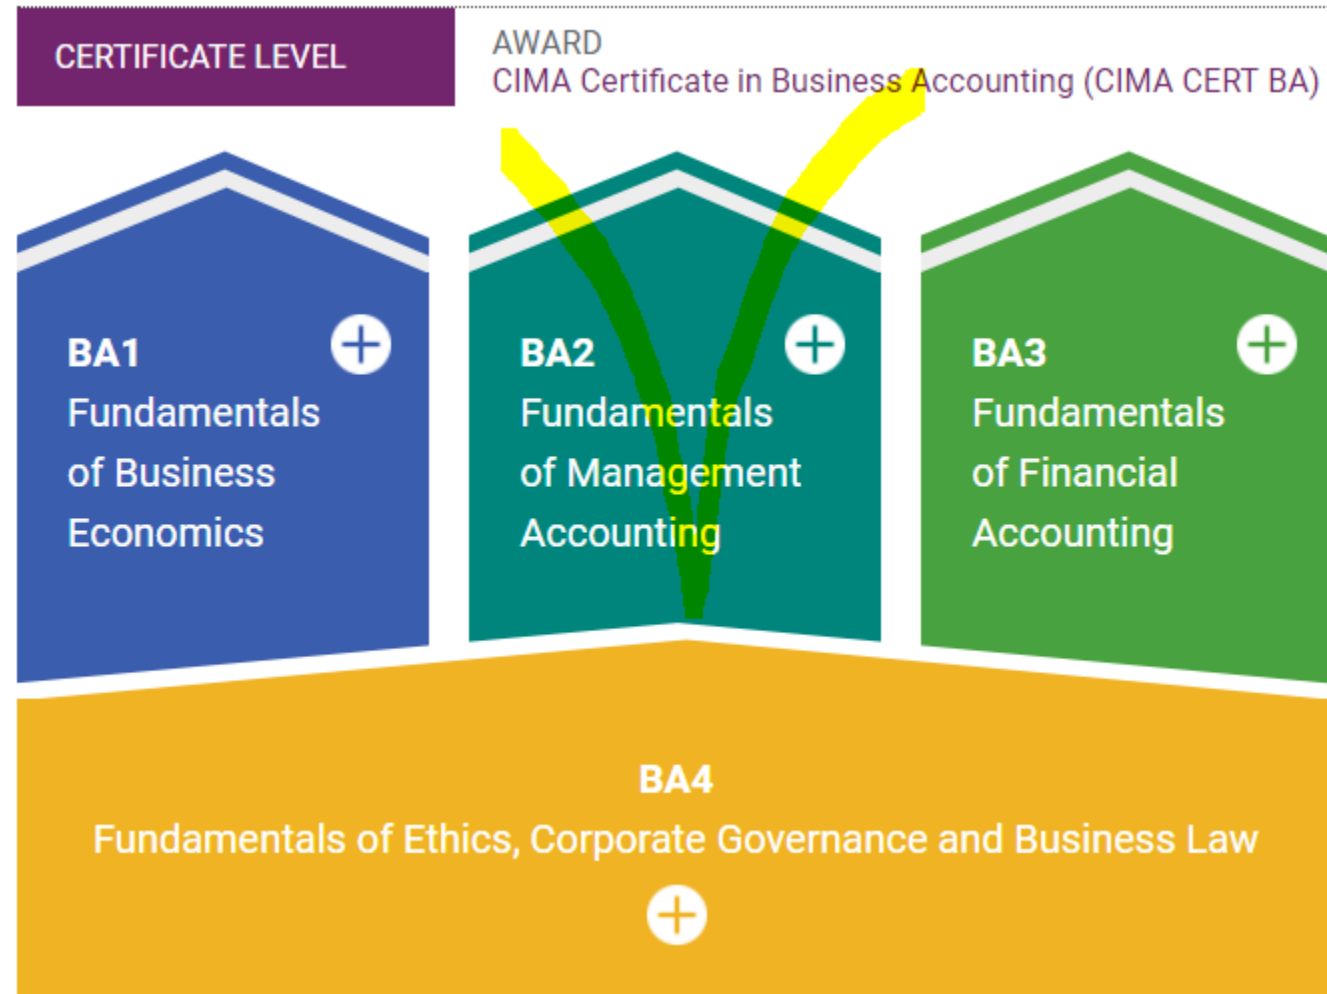 CERTIFICATE LEVEL
AWARD
CIMA Certificate in Business Accounting (CIMA CERT BA)
BA1
Fundamentals
of Business
Economics
BA2
Fundamentals
of Management
Accounting
BA3
Fundamentals
of Financial
Accounting
BA4
Fundamentals of Ethics, Corporate Governance and Business Law